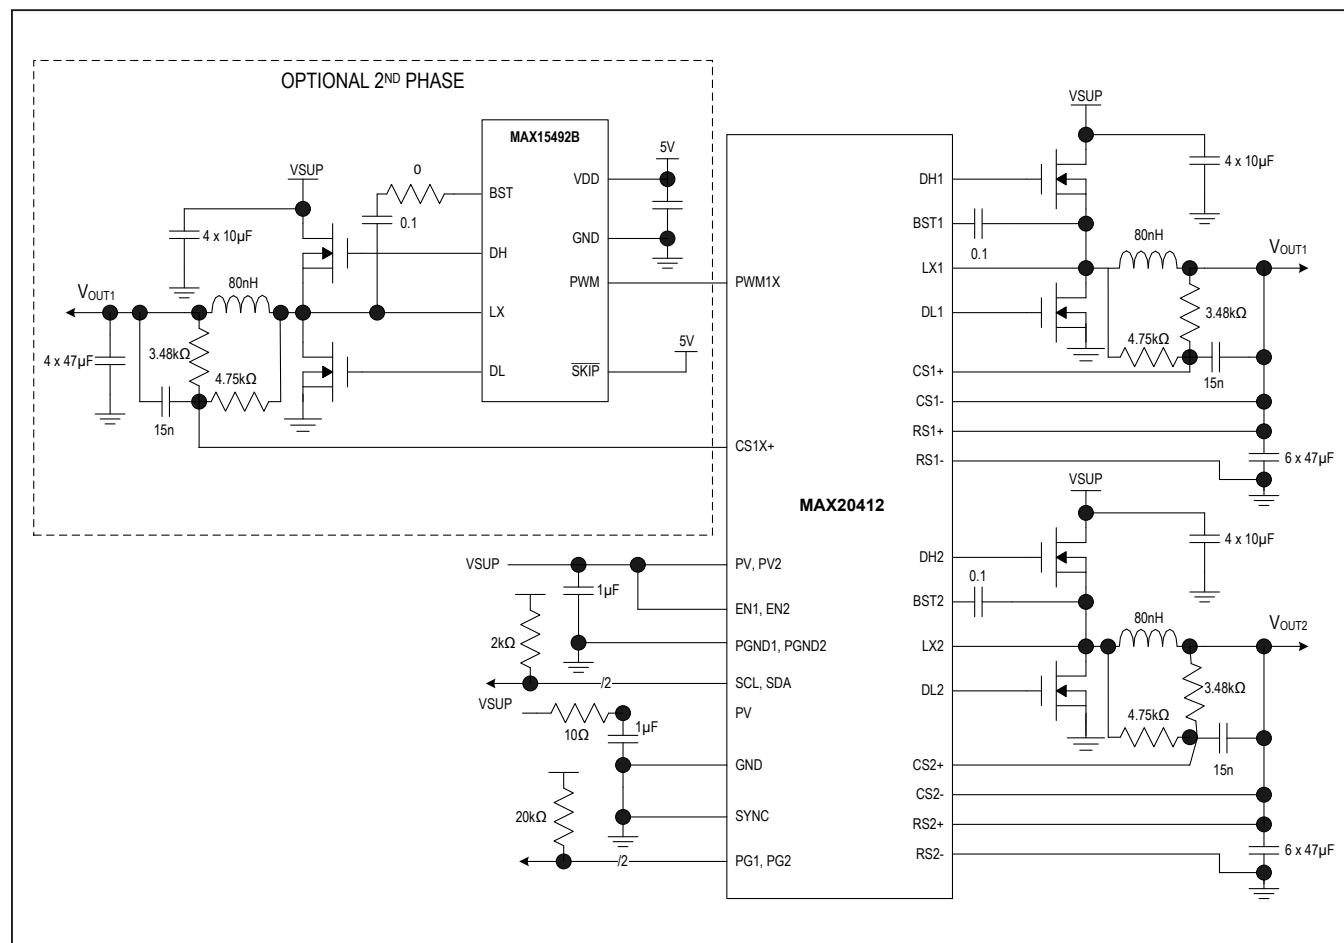 OPTIONAL 2ND PHASE
MAX15492B
VSUP
0
BST
VDD
5V
4 x 10µF
0.1
DH
GND
80nH
PWM
VOUT1
LX
4 x 47µF
3.48kΩ
4.75kΩ
DL
SKIP
5V
15n
PWM1X
CS1X+
MAX20412
VSUP
PV, PV2
1µF
EN1, EN2
2kΩ
PGND1, PGND2
/2
SCL, SDA
VSUP
10Ω
1µF
PV
GND
20kΩ
SYNC
/2
PG1, PG2
VSUP
4 x 10µF
DH1
BST1
0.1
80nH
VOUT1
LX1
DL1
3.48kΩ
4.75kΩ
15n
CS1+
CS1-
RS1+
RS1-
6 x 47µF
VSUP
4 x 10µF
DH2
0.1
BST2
80nH
VOUT2
LX2
DL2
3.48kΩ
4.75kΩ
15n
CS2+
CS2-
RS2+
RS2-
6 x 47µF